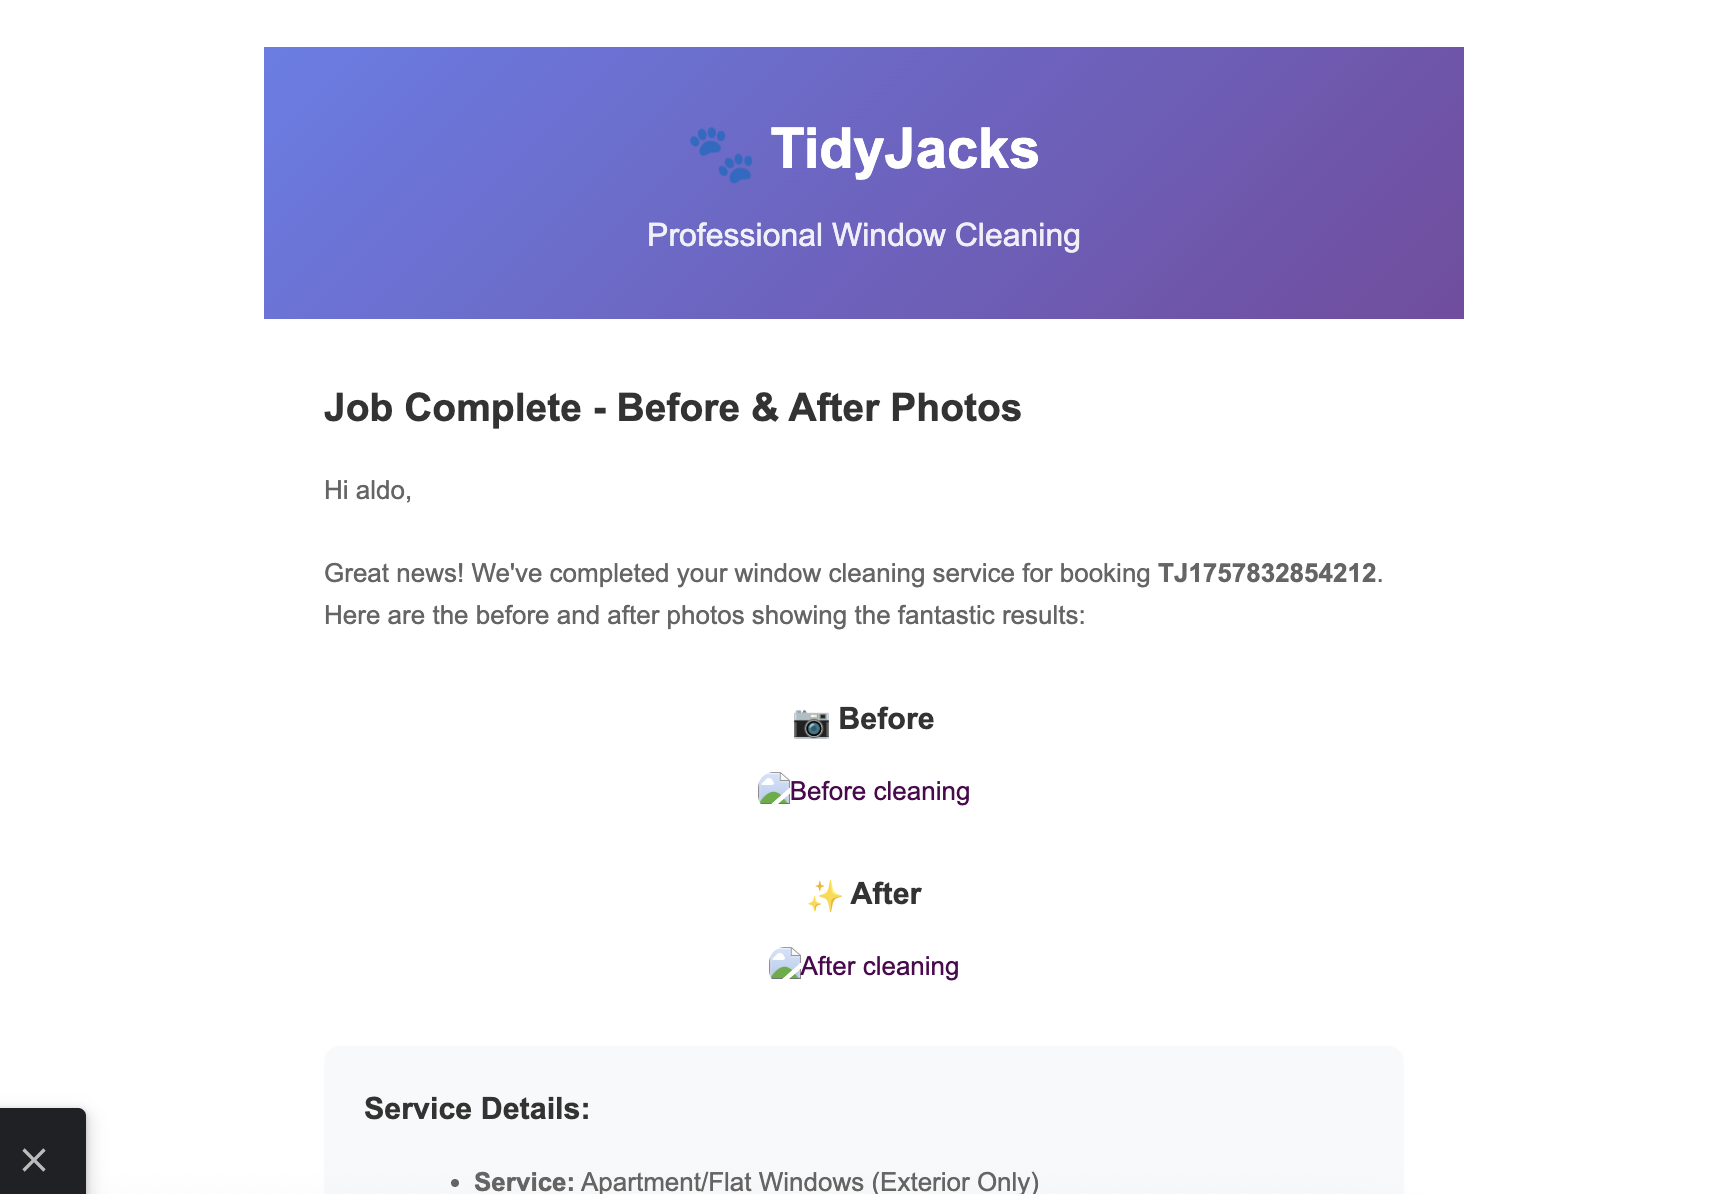 TidyJacks
Professional Window Cleaning
Job Complete - Before & After Photos
Hi aldo,
Great news! We've completed your window cleaning service for booking TJ1757832854212.
Here are the before and after photos showing the fantastic results:
Before
Before cleaning
After
After cleaning
Service Details:
• Service: Apartment/Flat Windows (Exterior Only)